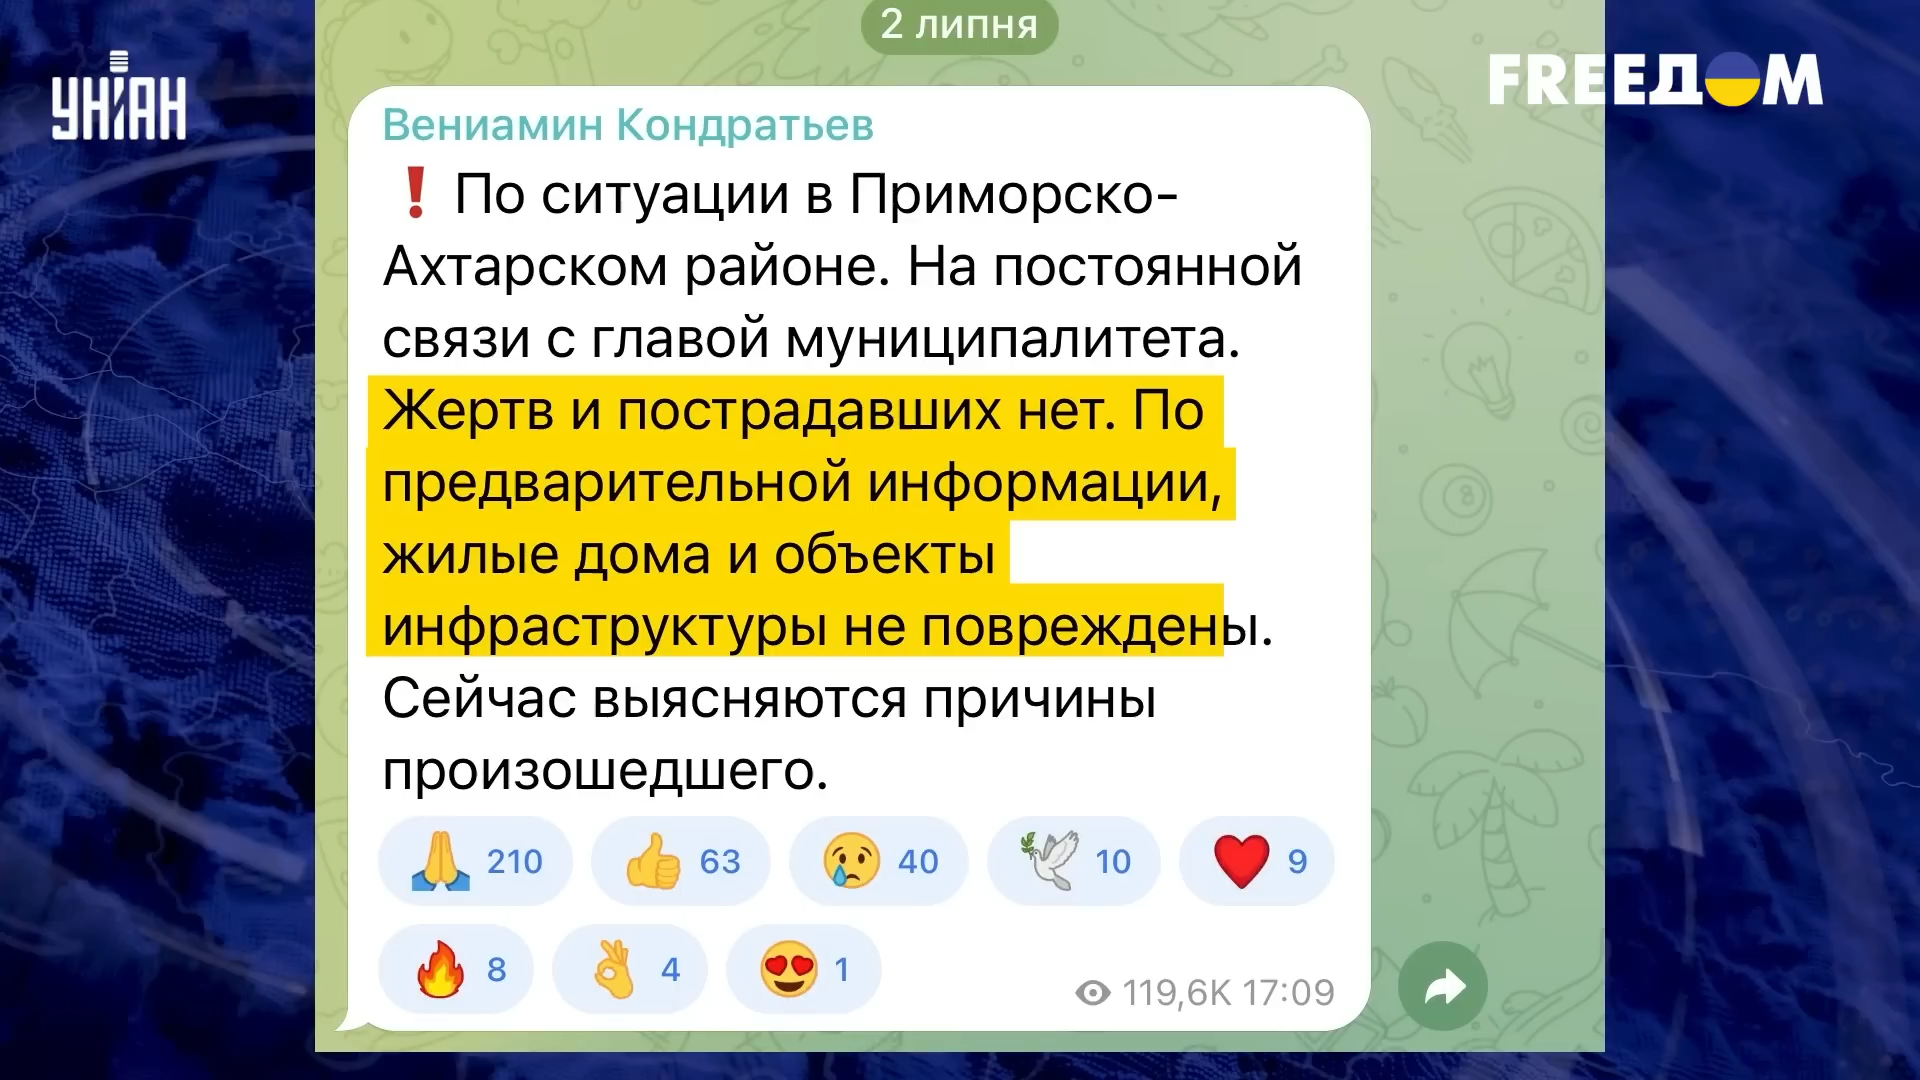 2 липня
УНІАН
FREEДOM
Вениамин Кондратьев
❗ По ситуации в Приморско-
Ахтарском районе. На постоянной
связи с главой муниципалитета.
Жертв и пострадавших нет. По
предварительной информации,
жилые дома и объекты
инфраструктуры не повреждены.
Сейчас выясняются причины
произошедшего.
🙏 210 👍 63 😢 40 🕊 10 ❤ 9
🔥 8 👌 4 😍 1
119,6K 17:09